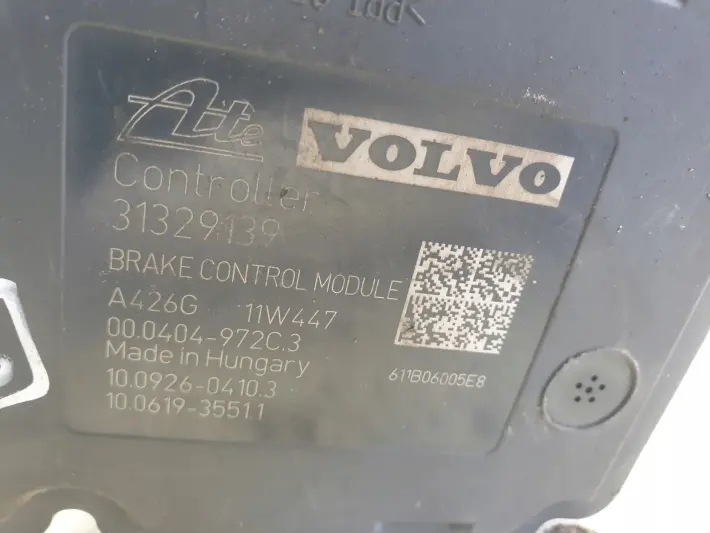 Ate VOLVO
Controller
31329139
BRAKE CONTROL MODULE
A426G 11W447
00.0404-972C.3
Made in Hungary
10.0926-0410.3
10.0619-3551.1
611B06005E8